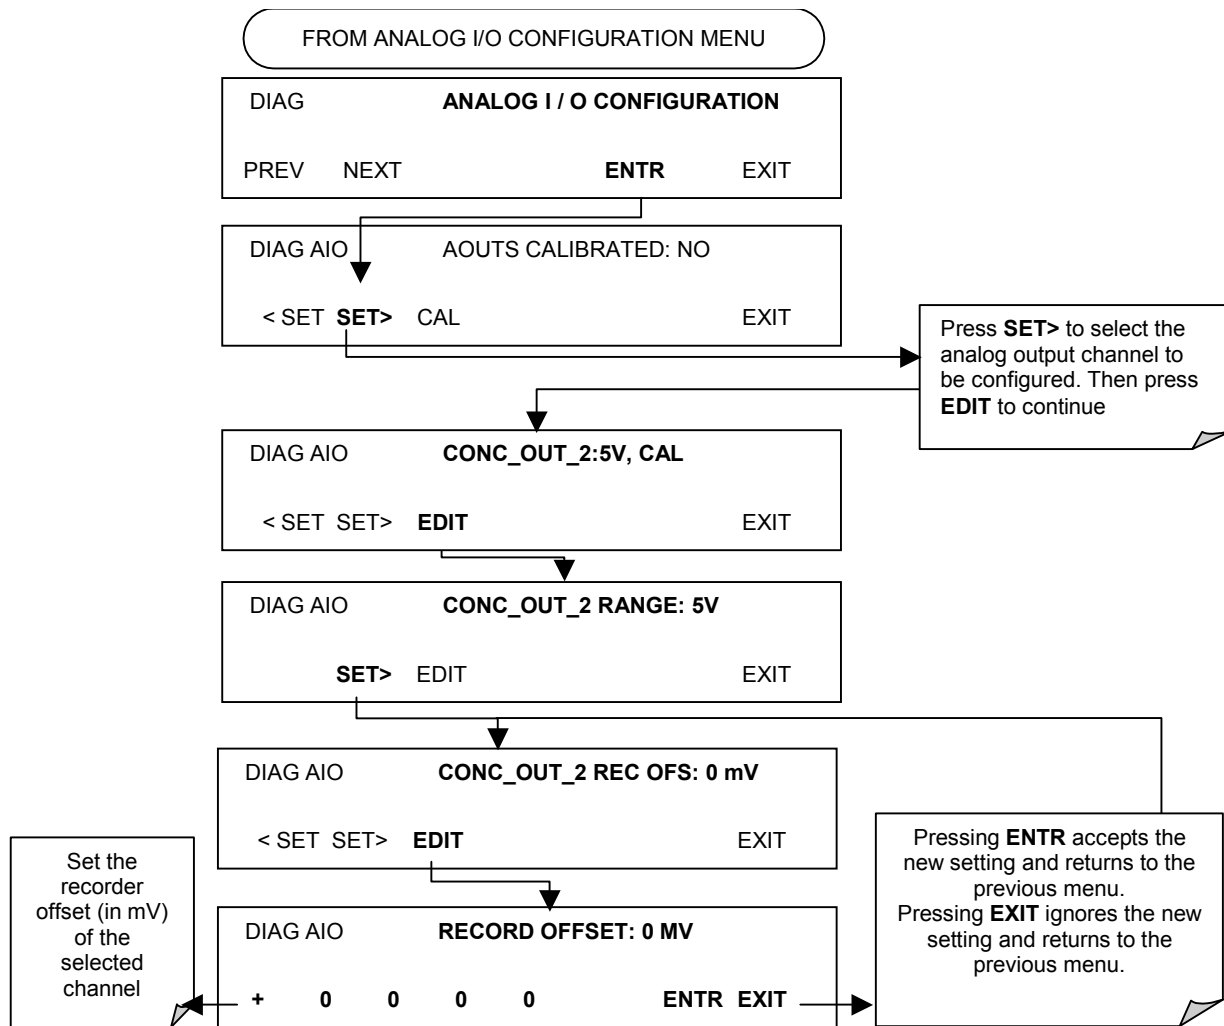 FROM ANALOG I/O CONFIGURATION MENU
DIAG ANALOG I / O CONFIGURATION
PREV NEXT ENTR EXIT
DIAG AIO AOUTS CALIBRATED: NO
< SET SET> CAL EXIT
Press SET> to select the
analog output channel to
be configured. Then press
EDIT to continue
DIAG AIO CONC_OUT_2:5V, CAL
< SET SET> EDIT EXIT
DIAG AIO CONC_OUT_2 RANGE: 5V
SET> EDIT EXIT
DIAG AIO CONC_OUT_2 REC OFS: 0 mV
< SET SET> EDIT EXIT
Set the
recorder
offset (in mV)
of the
selected
channel
DIAG AIO RECORD OFFSET: 0 MV
+ 0 0 0 0 ENTR EXIT
Pressing ENTR accepts the
new setting and returns to the
previous menu.
Pressing EXIT ignores the new
setting and returns to the
previous menu.